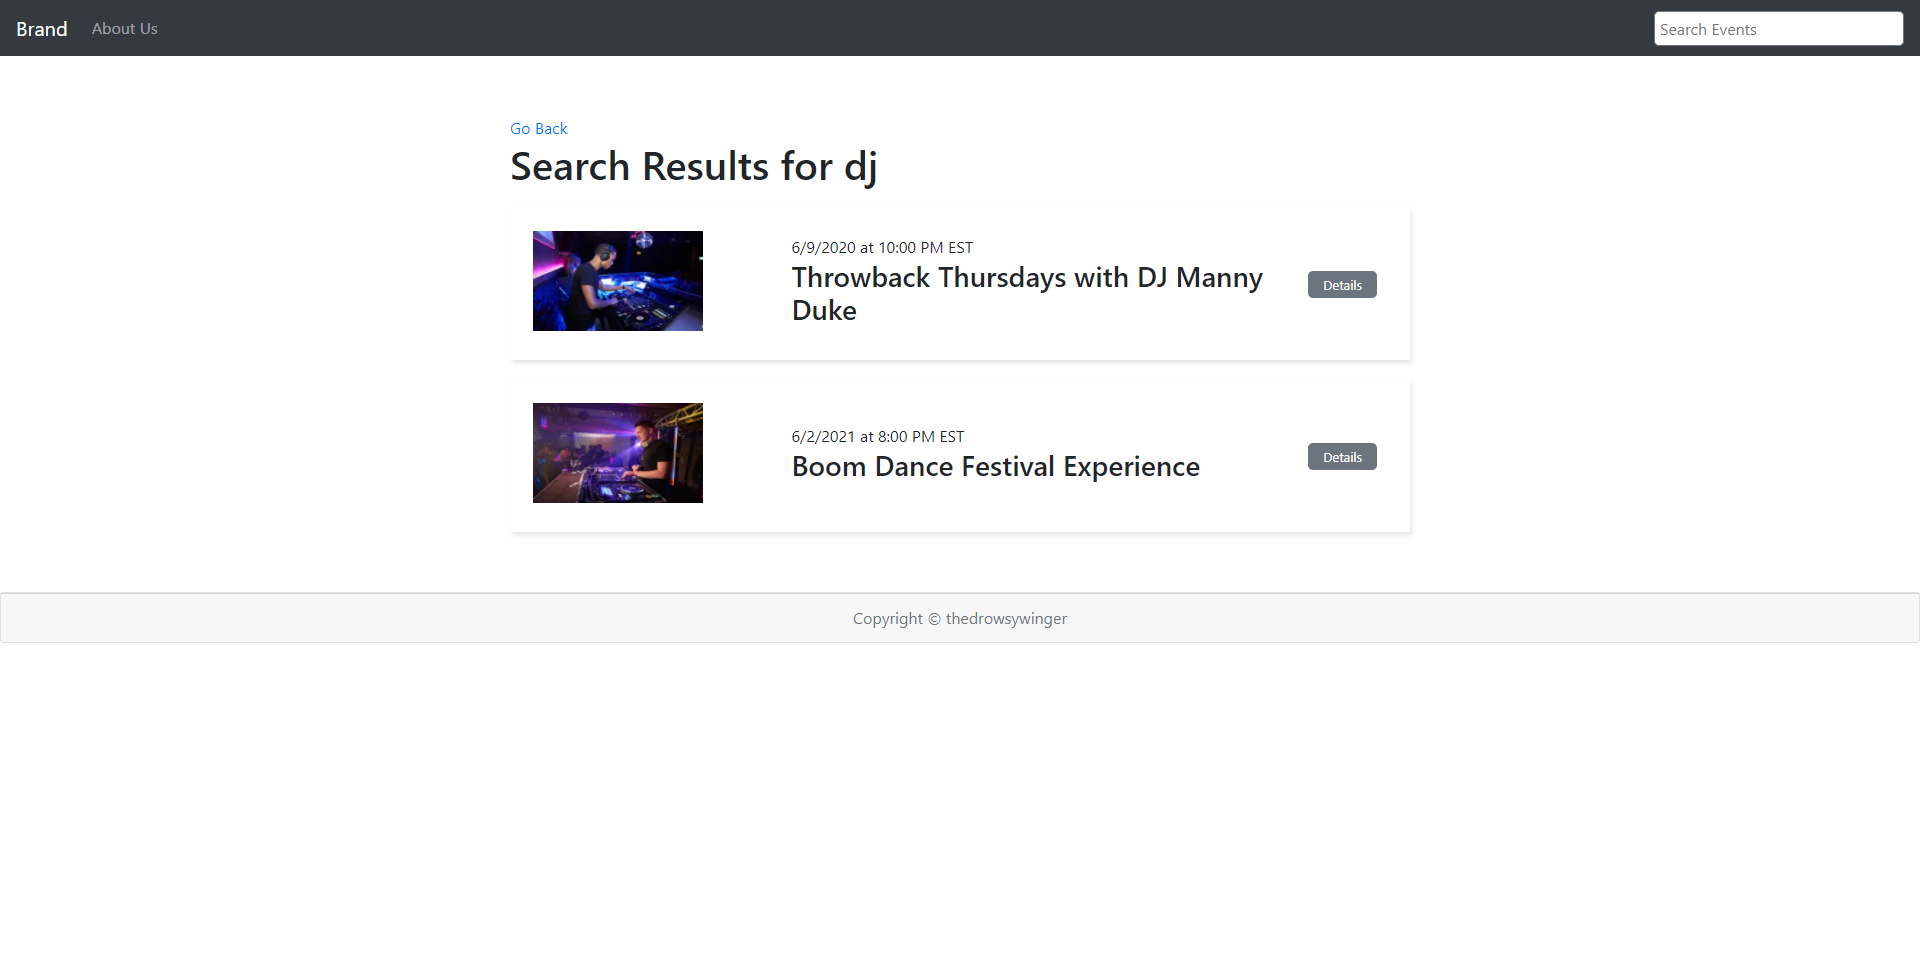 Brand About Us Search Events
Go Back
Search Results for dj
6/9/2020 at 10:00 PM EST
Throwback Thursdays with DJ Manny
Duke
Details
6/2/2021 at 8:00 PM EST
Boom Dance Festival Experience
Details
Copyright © thedrowsywinger